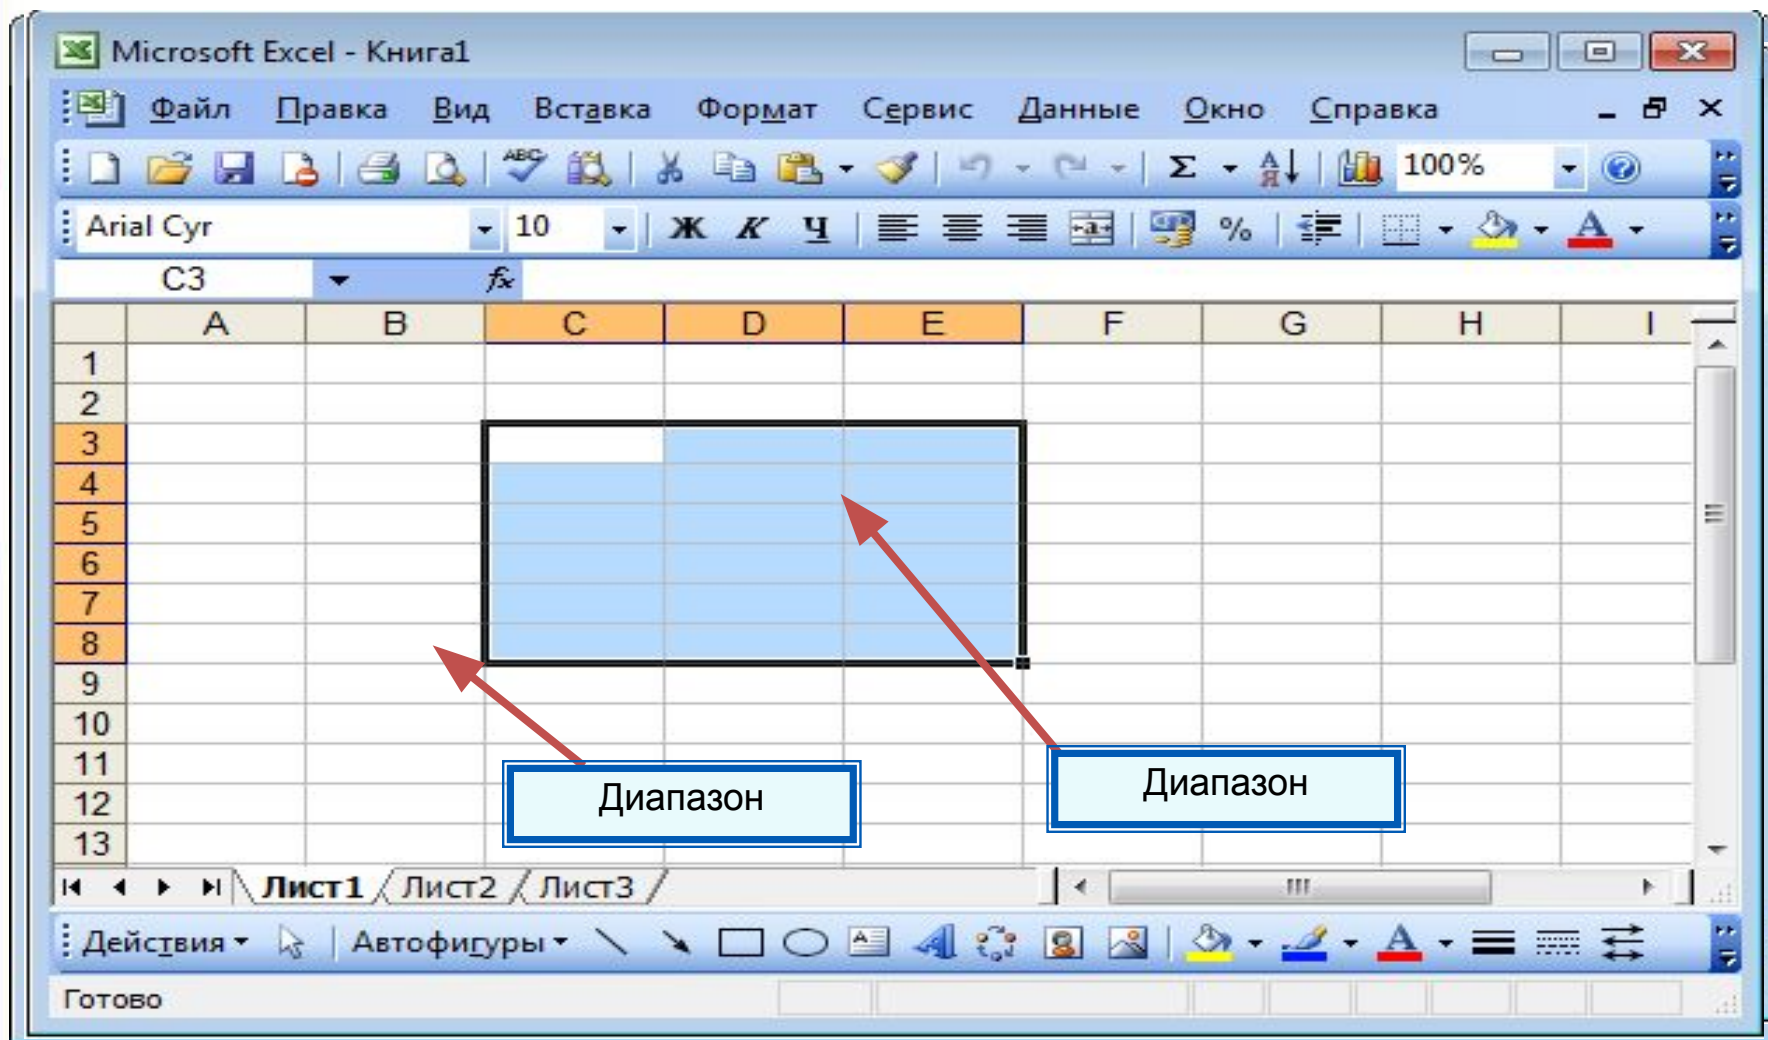 Microsoft Excel - Книга1
Файл Правка Вид Вставка Формат Сервис Данные Окно Справка
ABC Σ А Я 100% ?
Arial Cyr 10 Ж К Ч a % A
C3 fx
A B C D E F G H I
1
2
3
4
5
6
7
8
9
10
11
12
13
Диапазон Диапазон
Лист1 Лист2 Лист3
Действия Автофигуры A A A
Готово